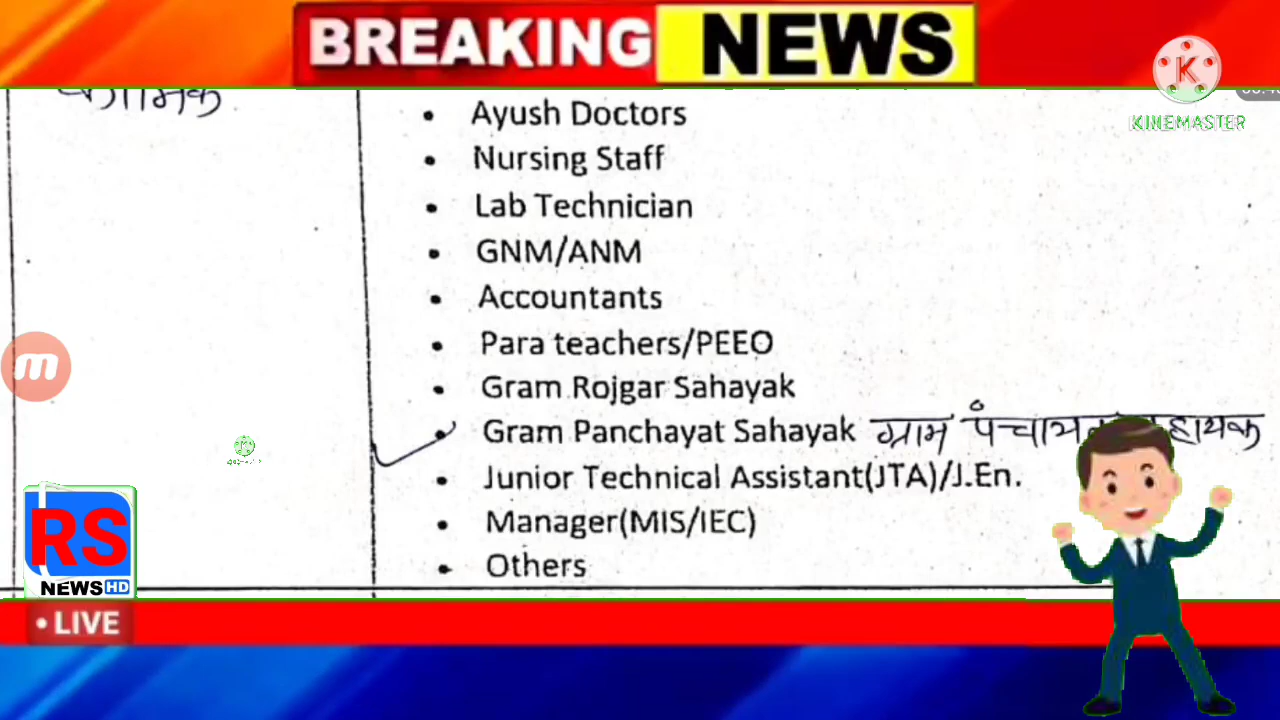 BREAKING NEWS
KINEMASTER
• Ayush Doctors
• Nursing Staff
• Lab Technician
• GNM/ANM
• Accountants
• Para teachers/PEEO
• Gram Rojgar Sahayak
• Gram Panchayat Sahayak ग्राम
• Junior Technical Assistant(JTA)/J.En.
• Manager(MIS/IEC)
• Others
RS
NEWS HD
• LIVE